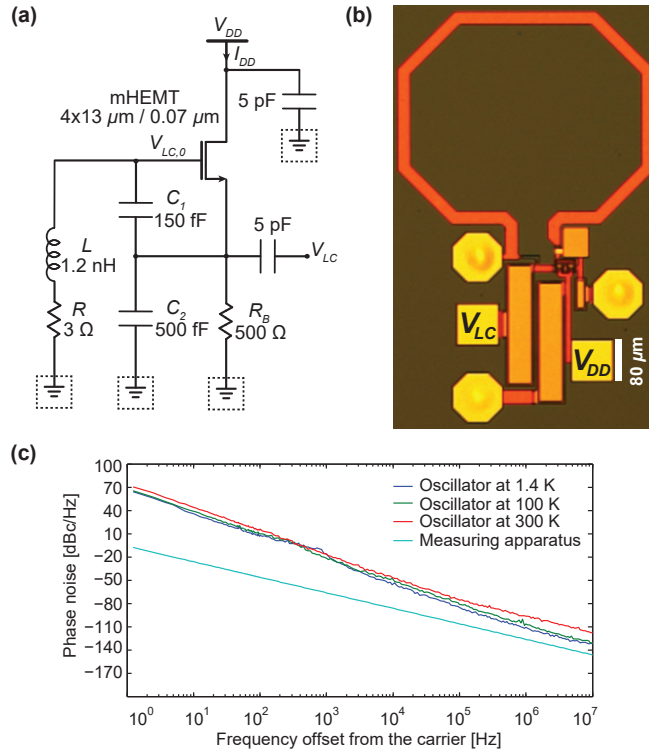 (a)
V_DD
I_DD
mHEMT
4x13 μm / 0.07 μm
5 pF
V_LC,0
C_1
150 fF
5 pF
V_LC
L
1.2 nH
R
3 Ω
C_2
500 fF
R_B
500 Ω
(b)
V_LC
V_DD
80 μm
(c)
Phase noise [dBc/Hz]
100
70
40
10
−20
−50
−80
−110
−140
−170
Oscillator at 1.4 K
Oscillator at 100 K
Oscillator at 300 K
Measuring apparatus
10^0 10^1 10^2 10^3 10^4 10^5 10^6 10^7
Frequency offset from the carrier [Hz]